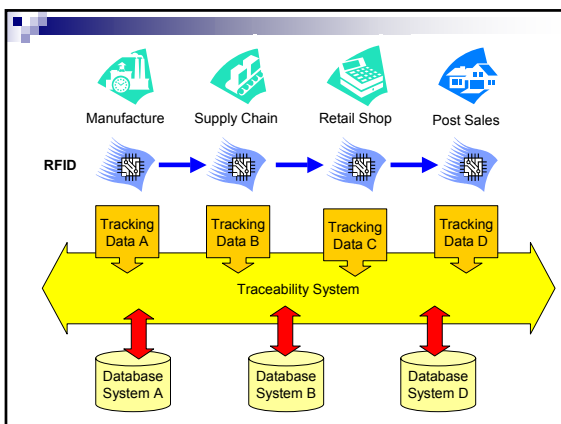 Manufacture
Supply Chain
Retail Shop
Post Sales
RFID
Tracking
Data A
Tracking
Data B
Tracking
Data C
Tracking
Data D
Traceability System
Database
System A
Database
System B
Database
System D